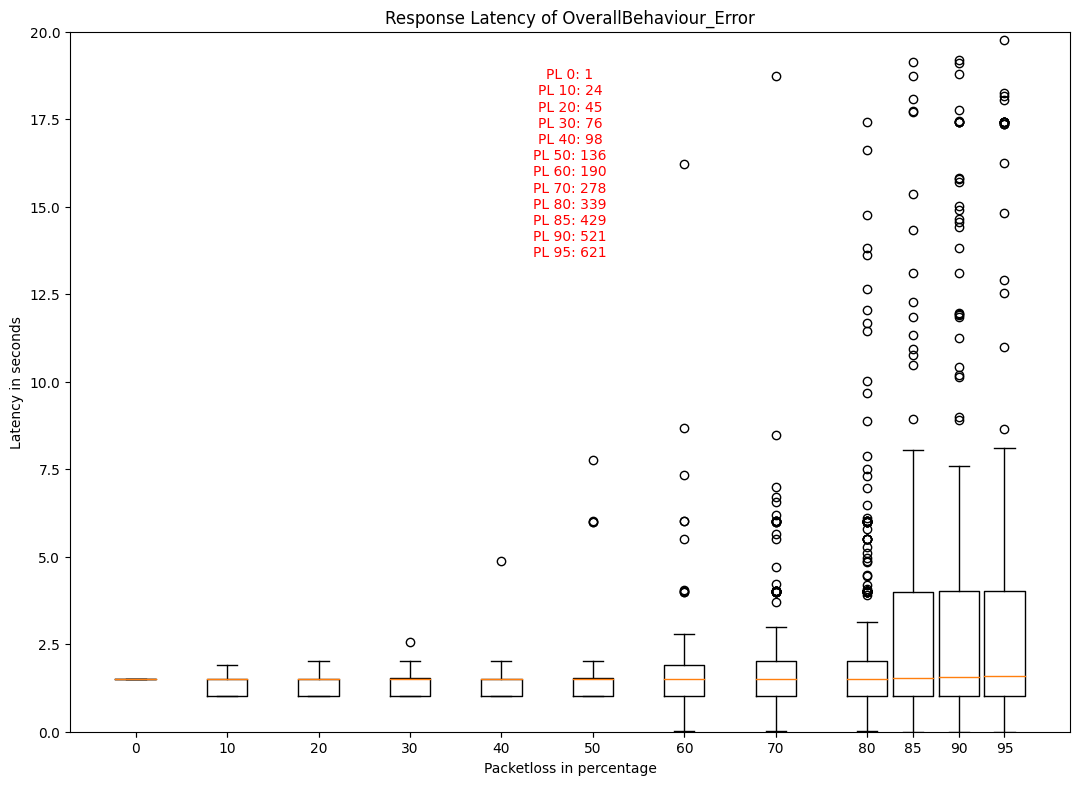 Response Latency of OverallBehaviour_Error
20.0
17.5
15.0
12.5
10.0
7.5
5.0
2.5
0.0
Latency in seconds
PL 0: 1
PL 10: 24
PL 20: 45
PL 30: 76
PL 40: 98
PL 50: 136
PL 60: 190
PL 70: 278
PL 80: 339
PL 85: 429
PL 90: 521
PL 95: 621
0 10 20 30 40 50 60 70 80 85 90 95
Packetloss in percentage